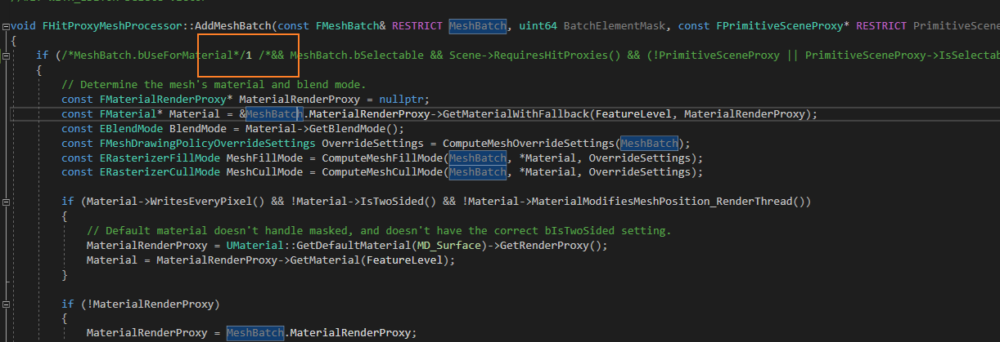 void FHitProxyMeshProcessor::AddMeshBatch(const FMeshBatch& RESTRICT MeshBatch, uint64 BatchElementMask, const FPrimitiveSceneProxy* RESTRICT PrimitiveScene
{
if (/*MeshBatch.bUseForMaterial*/1 /*&& MeshBatch.bSelectable && Scene->RequiresHitProxies() && (!PrimitiveSceneProxy || PrimitiveSceneProxy->IsSelectab
{
// Determine the mesh's material and blend mode.
const FMaterialRenderProxy* MaterialRenderProxy = nullptr;
const FMaterial* Material = &MeshBatch.MaterialRenderProxy->GetMaterialWithFallback(FeatureLevel, MaterialRenderProxy);
const EBlendMode BlendMode = Material->GetBlendMode();
const FMeshDrawingPolicyOverrideSettings OverrideSettings = ComputeMeshOverrideSettings(MeshBatch);
const ERasterizerFillMode MeshFillMode = ComputeMeshFillMode(MeshBatch, *Material, OverrideSettings);
const ERasterizerCullMode MeshCullMode = ComputeMeshCullMode(MeshBatch, *Material, OverrideSettings);
if (Material->WritesEveryPixel() && !Material->IsTwoSided() && !Material->MaterialModifiesMeshPosition_RenderThread())
{
// Default material doesn't handle masked, and doesn't have the correct bIsTwoSided setting.
MaterialRenderProxy = UMaterial::GetDefaultMaterial(MD_Surface)->GetRenderProxy();
Material = MaterialRenderProxy->GetMaterial(FeatureLevel);
}
if (!MaterialRenderProxy)
{
MaterialRenderProxy = MeshBatch.MaterialRenderProxy;